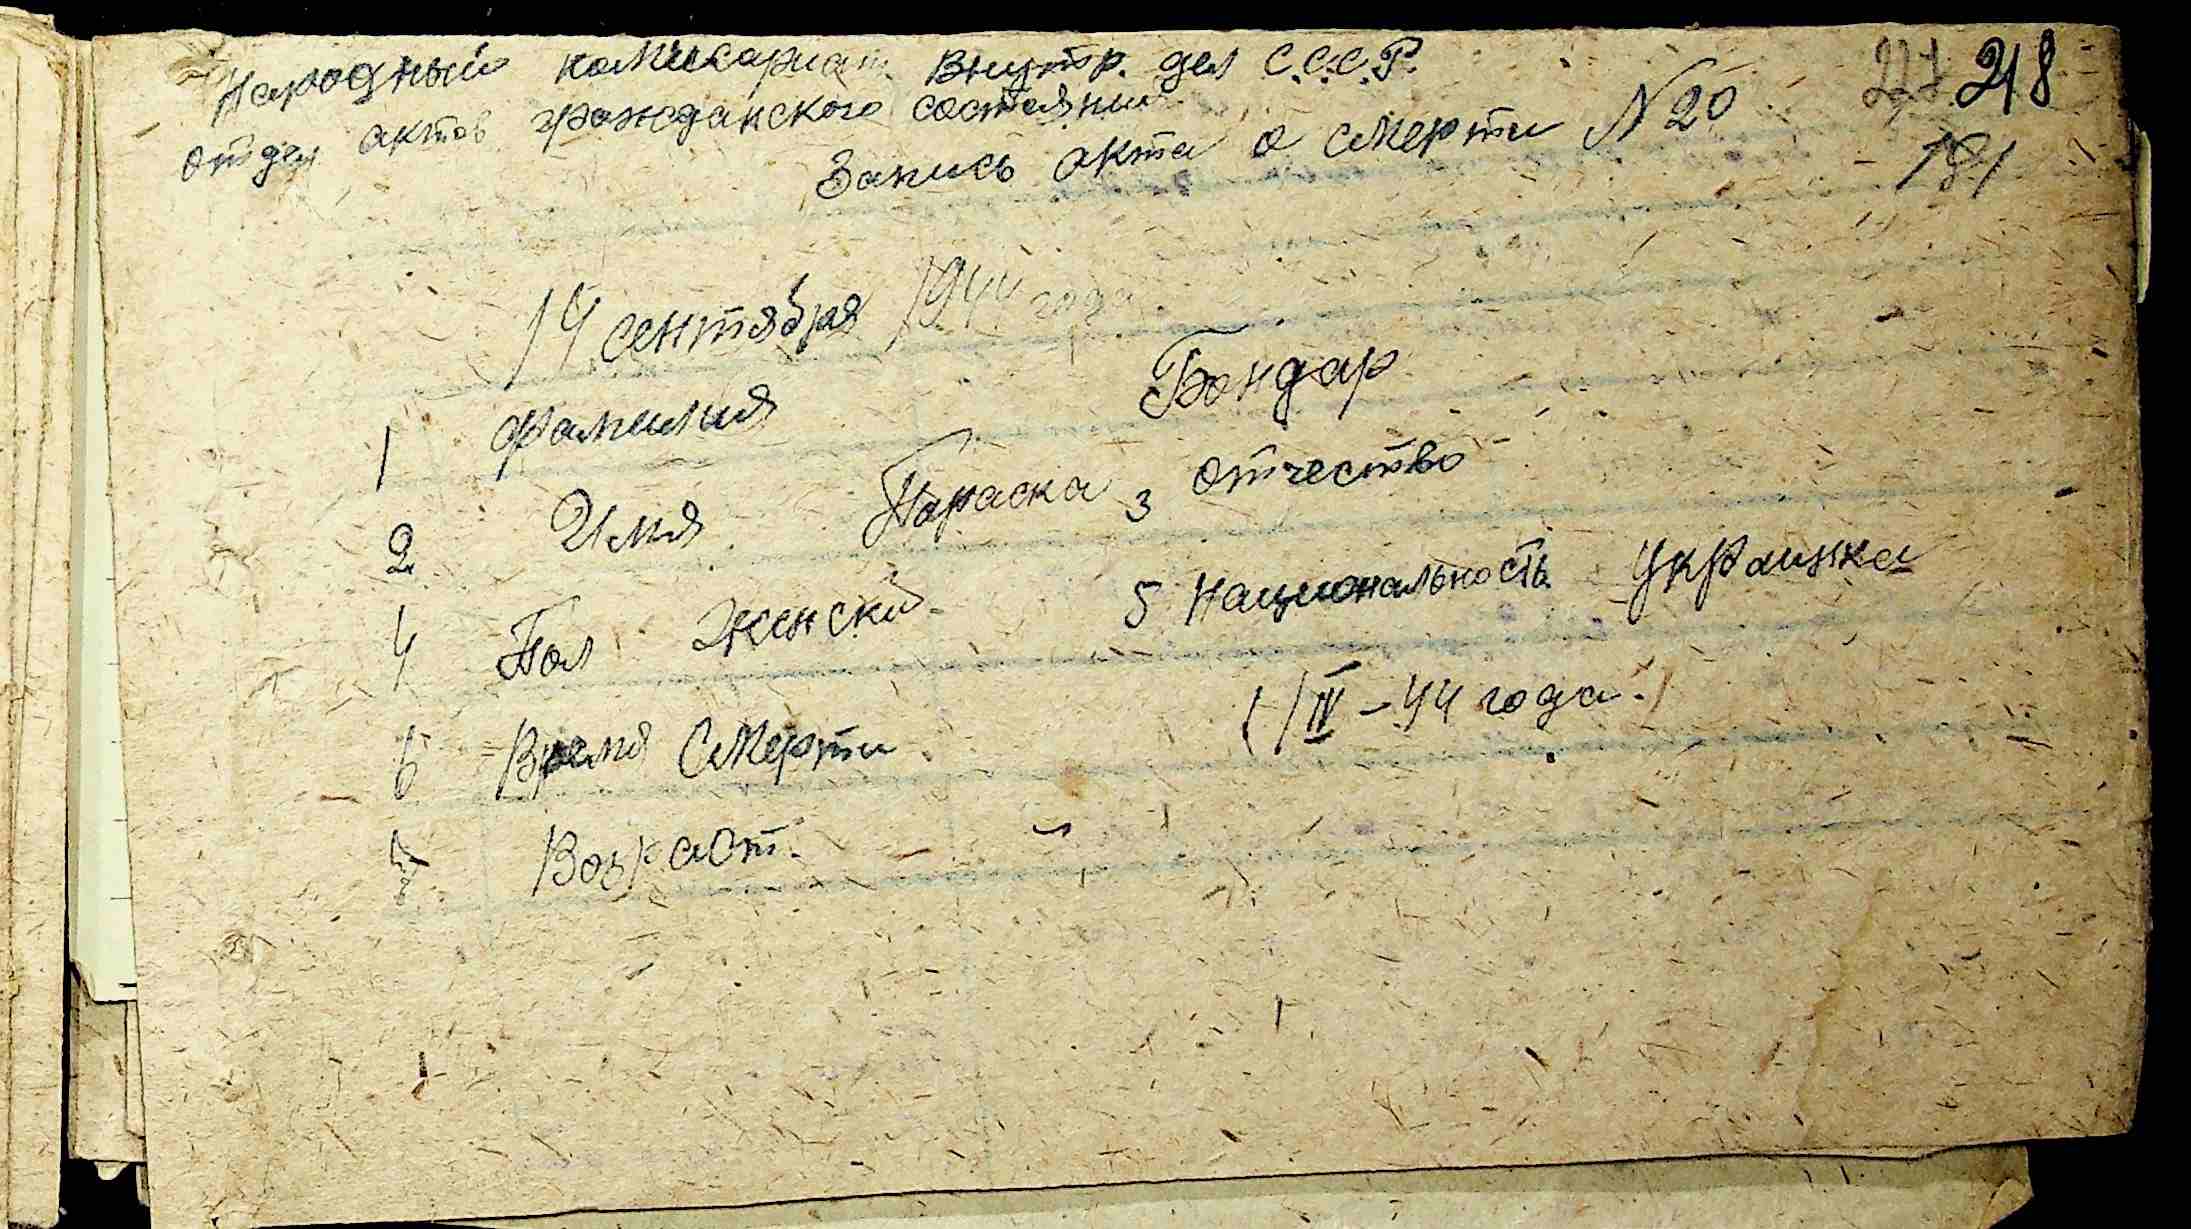 Народный комисариат Внутр. дел С.С.С.Р.
221 218
отдел актов гражданского состояния
Запись акта о смерти N 20
181
14 сентября 1944 года
1 Фамилия Бондар
2 Имя Параска 3 отчество
4 Пол женский 5 Национальность Украинка
6 Время Смерти (1 IV - 44 года.)
7 Возраст. -